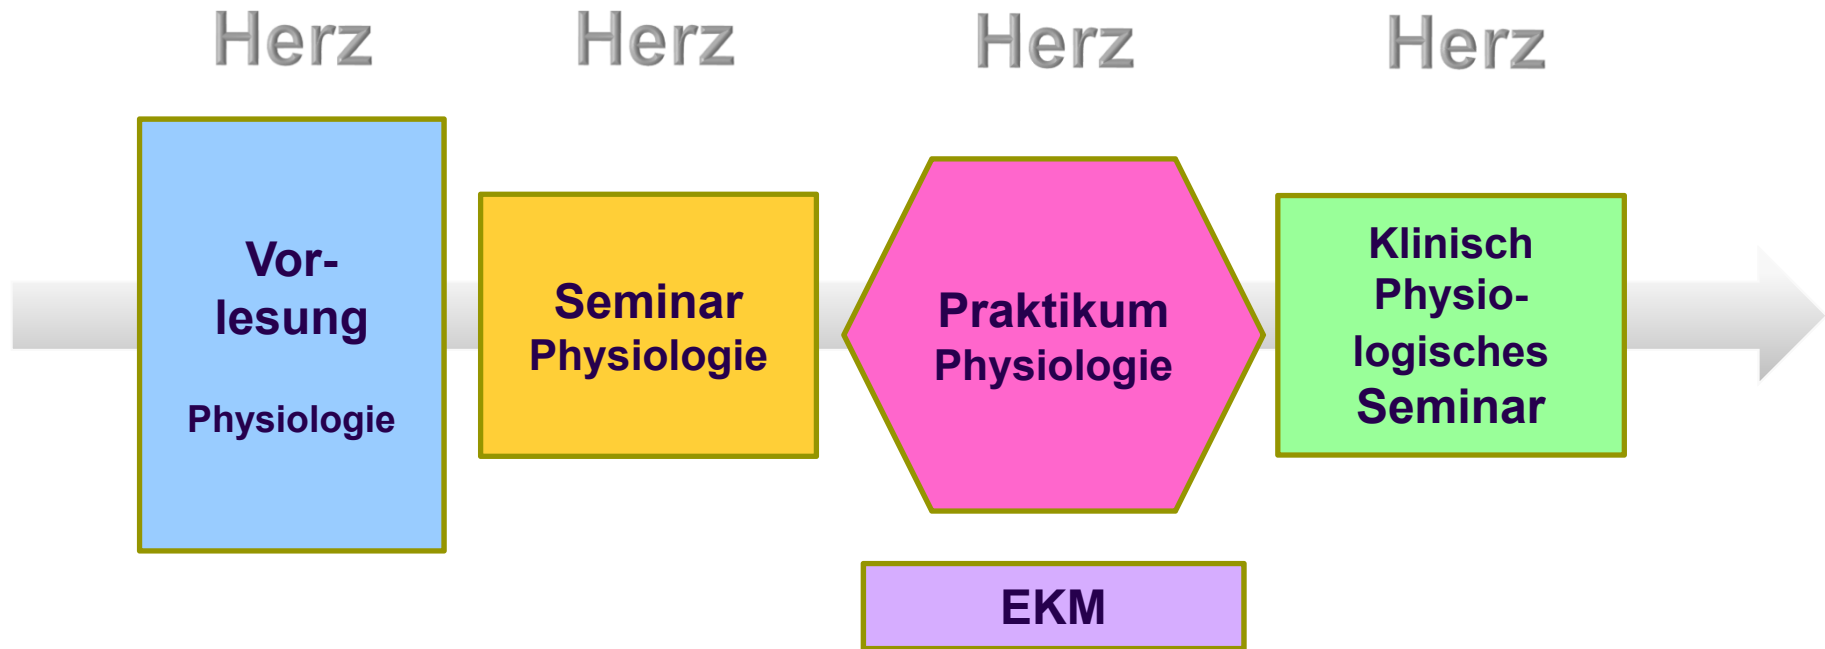 Herz
Herz
Herz
Herz
Vor-
lesung
Physiologie
Seminar
Physiologie
Praktikum
Physiologie
Klinisch
Physio-
logisches
Seminar
EKM